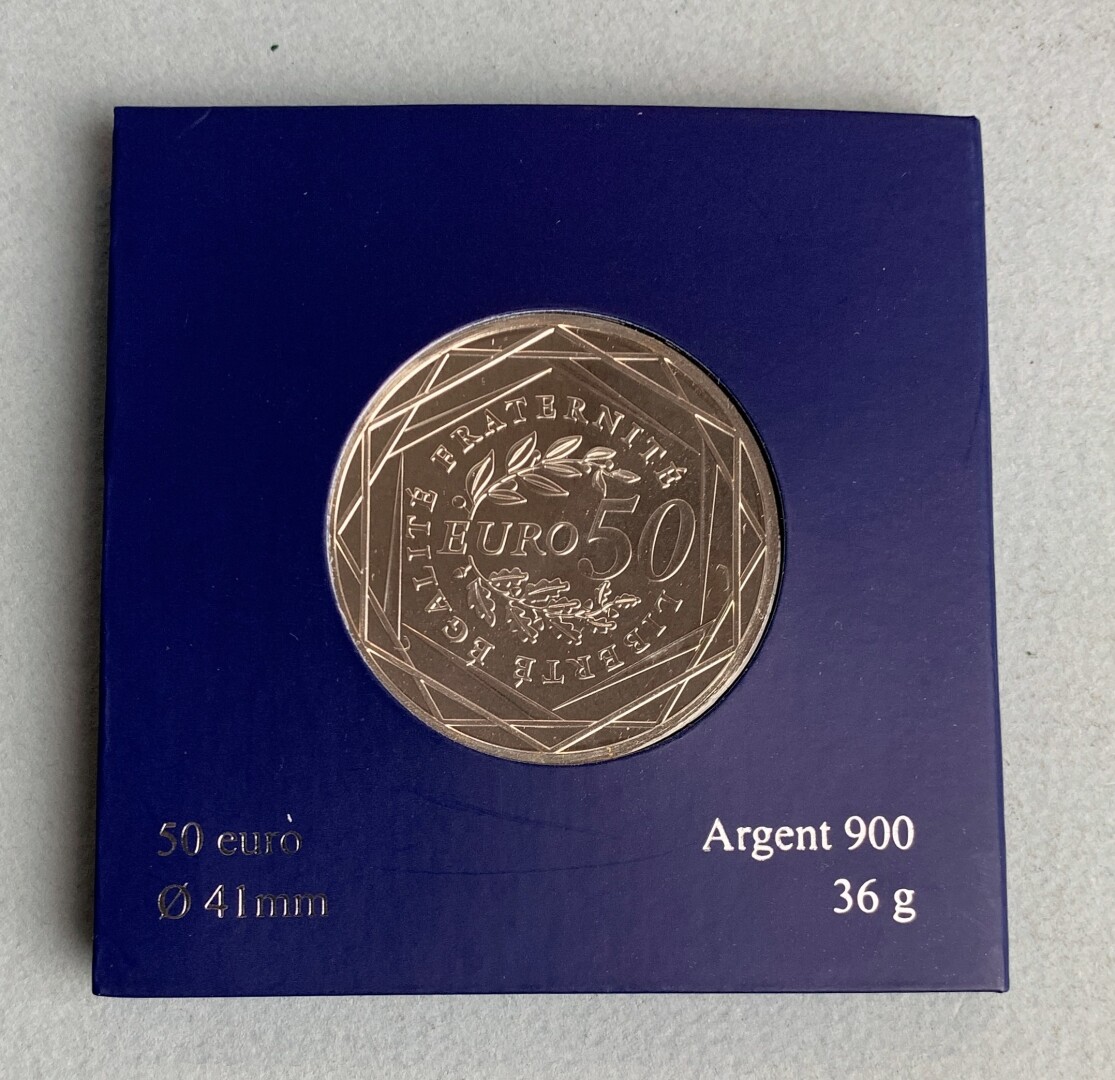 LIBERTÉ ÉGALITÉ FRATERNITÉ
EURO 50
50 euro
Ø 41mm
Argent 900
36 g